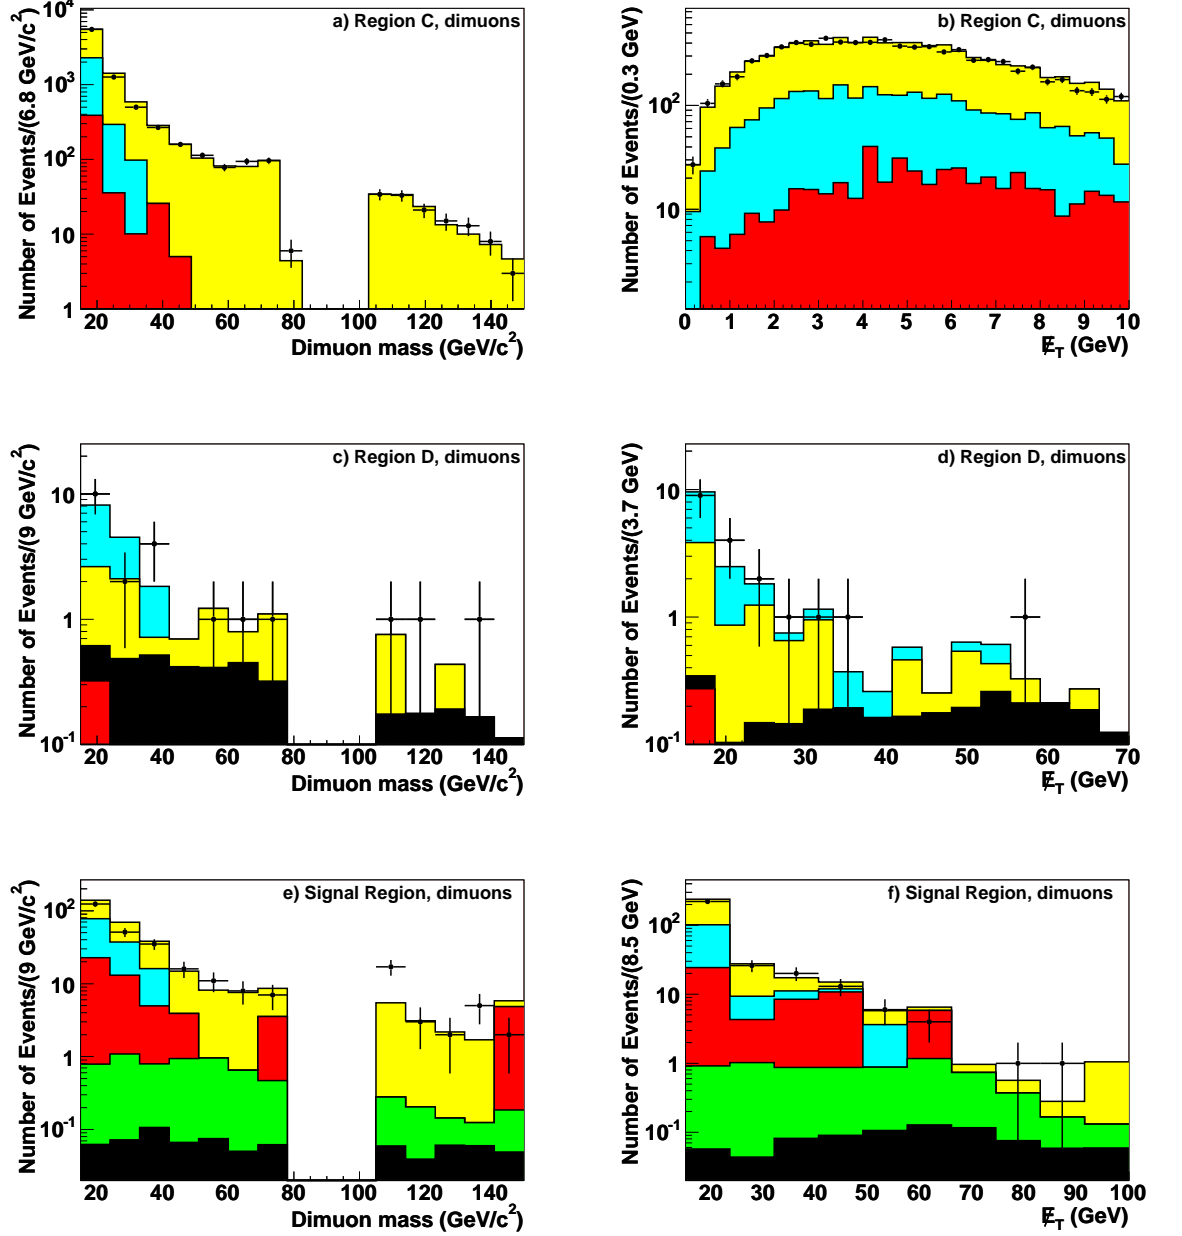 a) Region C, dimuons
Number of Events/(6.8 GeV/c²)
10⁴
10³
10²
10
1
20 40 60 80 100 120 140
Dimuon mass (GeV/c²)
b) Region C, dimuons
Number of Events/(0.3 GeV)
10²
10
0 1 2 3 4 5 6 7 8 9 10
E̸_T (GeV)
c) Region D, dimuons
Number of Events/(9 GeV/c²)
10
1
10⁻¹
20 40 60 80 100 120 140
Dimuon mass (GeV/c²)
d) Region D, dimuons
Number of Events/(3.7 GeV)
10
1
10⁻¹
20 30 40 50 60 70
E̸_T (GeV)
e) Signal Region, dimuons
Number of Events/(9 GeV/c²)
10²
10
1
10⁻¹
20 40 60 80 100 120 140
Dimuon mass (GeV/c²)
f) Signal Region, dimuons
Number of Events/(8.5 GeV)
10²
10
1
10⁻¹
20 30 40 50 60 70 80 90 100
E̸_T (GeV)